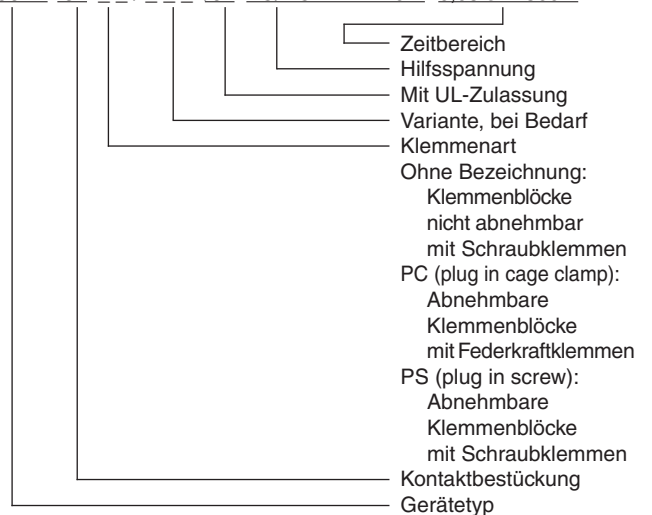 Zeitbereich
Hilfsspannung
Mit UL-Zulassung
Variante, bei Bedarf
Klemmenart
Ohne Bezeichnung:
Klemmenblöcke
nicht abnehmbar
mit Schraubklemmen
PC (plug in cage clamp):
Abnehmbare
Klemmenblöcke
mit Federkraftklemmen
PS (plug in screw):
Abnehmbare
Klemmenblöcke
mit Schraubklemmen
Kontaktbestückung
Gerätetyp